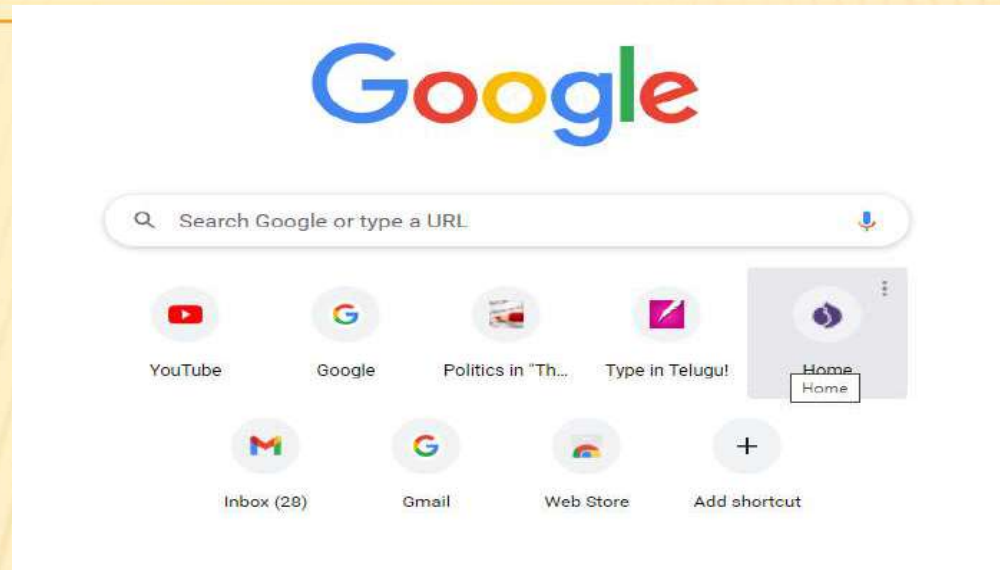 Google
Search Google or type a URL
YouTube Google Politics in "Th... Type in Telugu! Home
Home
Inbox (28) Gmail Web Store Add shortcut